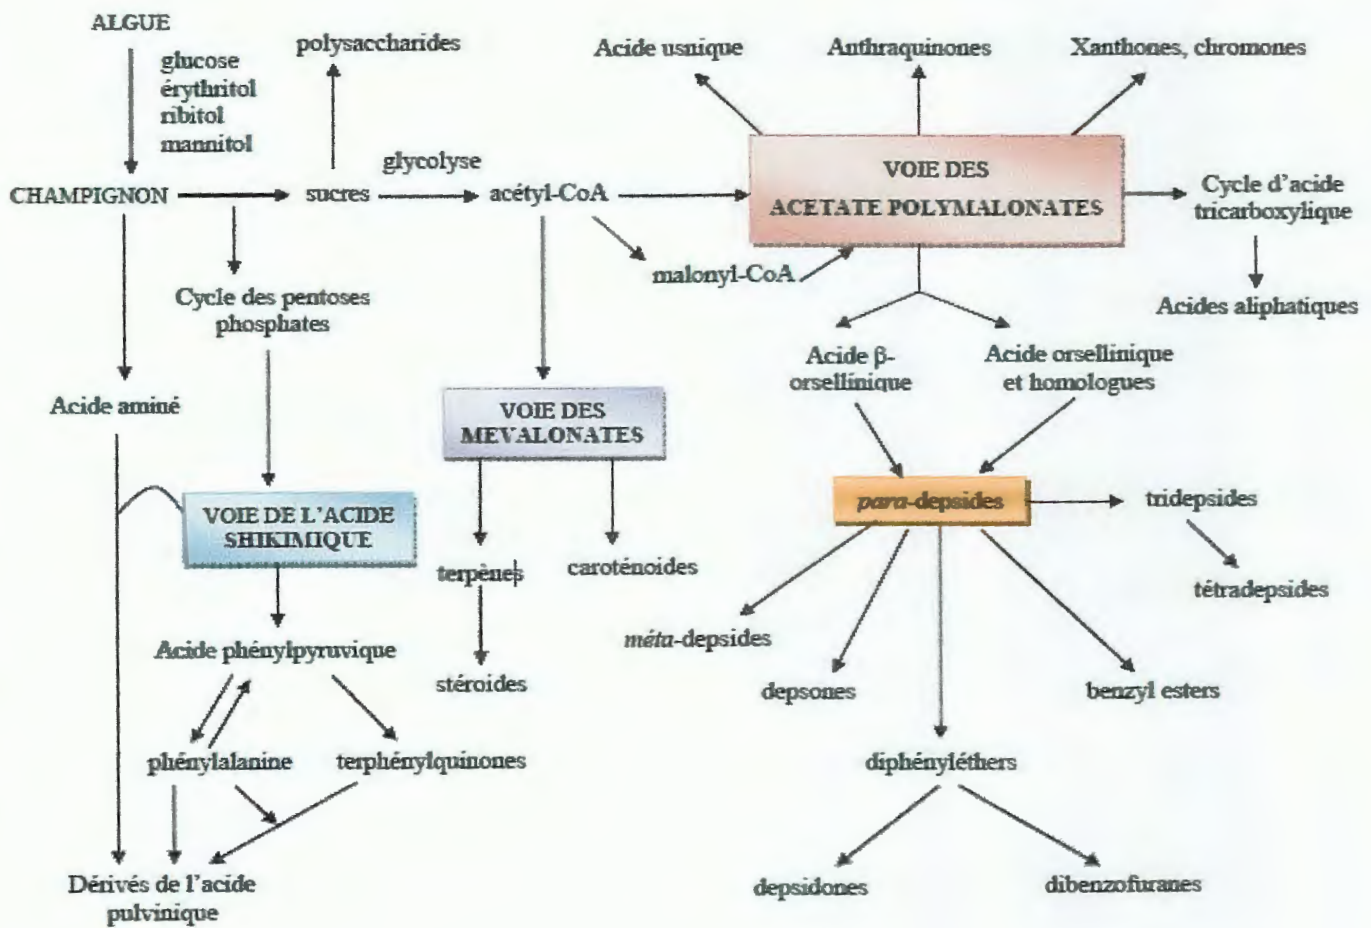 ALGUE
glucose
érythritol
ribitol
mannitol
polysaccharides
Acide usnique
Anthraquinones
Xanthones, chromones
CHAMPIGNON
sucres
glycolyse
acétyl-CoA
malonyl-CoA
VOIE DES
ACETATE POLYMALONATES
Cycle d'acide
tricarboxylique
Acides aliphatiques
Cycle des pentoses
phosphates
Acide β-
orsellinique
Acide orsellinique
et homologues
Acide aminé
VOIE DES
MEVALONATES
VOIE DE L'ACIDE
SHIKIMIQUE
para-depsides
tridepsides
tétradepsides
terpènes
caroténoides
stéroides
méta-depsides
depsones
benzyl esters
Acide phénylpyruvique
phénylalanine
terphénylquinones
diphényléthers
Dérivés de l'acide
pulvinique
depsidones
dibenzofuranes